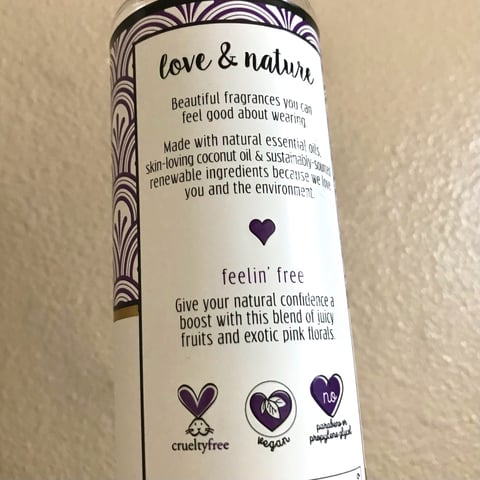 love & nature
Beautiful fragrances you can
feel good about wearing
Made with natural essential oils,
skin-loving coconut oil & sustainably-sourced
renewable ingredients because we love
you and the environment.
feelin' free
Give your natural confidence a
boost with this blend of juicy
fruits and exotic pink florals.
crueltyfree
vegan
no
parabens or
propylene glycol